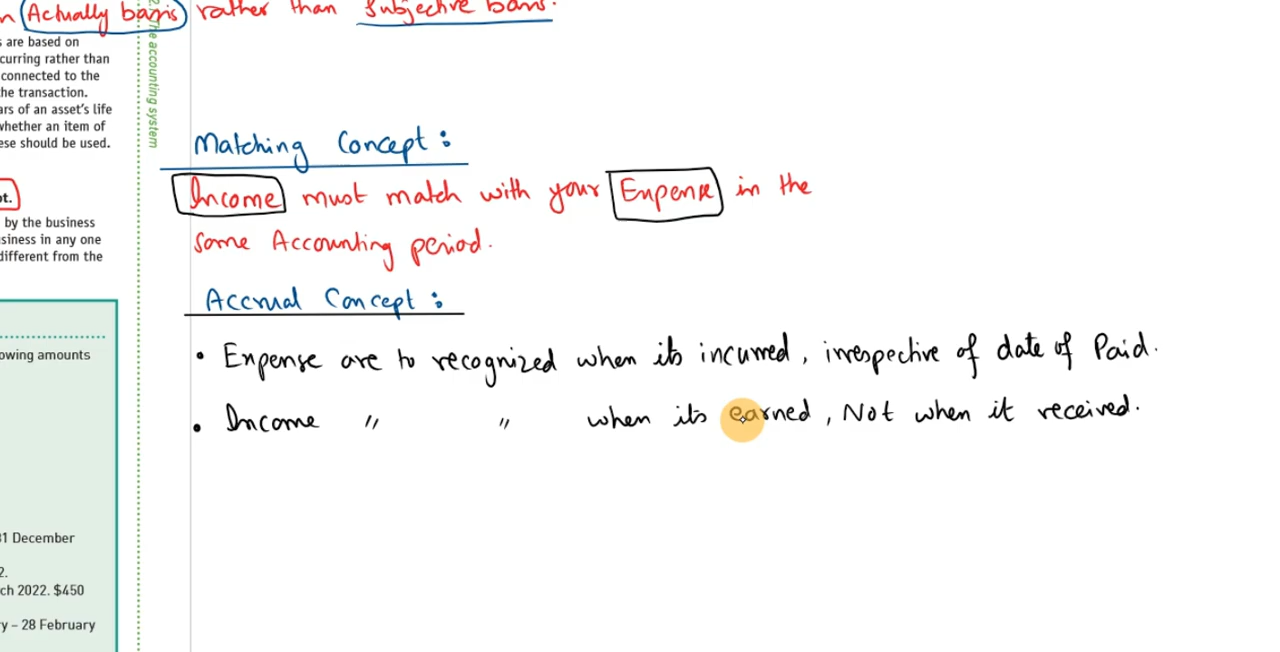 Actually basis rather than subjective basis.
are based on
curring rather than
connected to the
he transaction.
ars of an asset's life
whether an item of
ese should be used.
2. The accounting system
Matching Concept :
Income must match with your Expense in the
same Accounting period.
pt.
by the business
siness in any one
different from the
Accrual Concept :
• Expense are to recognized when its incurred, irrespective of date of Paid.
• Income " " when its earned, Not when it received.
owing amounts
31 December
2.
ch 2022. $450
y – 28 February